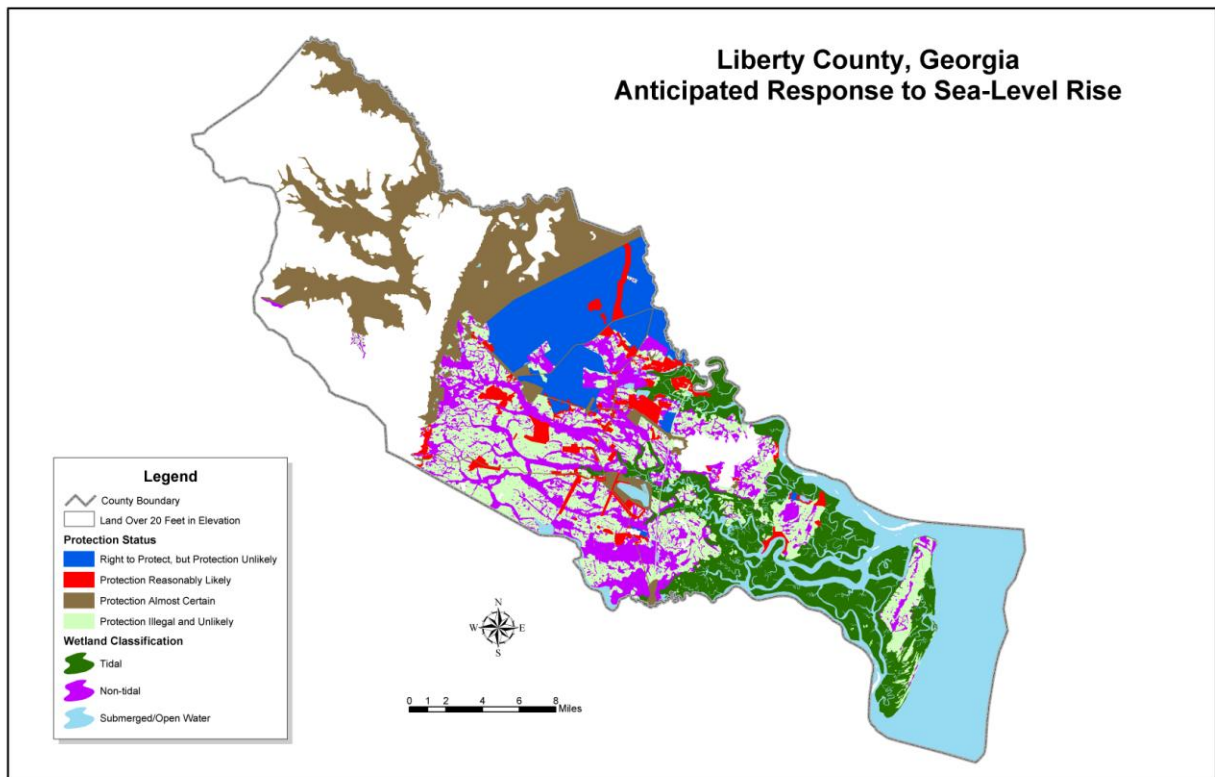 Liberty County, Georgia
Anticipated Response to Sea-Level Rise
Legend
County Boundary
Land Over 20 Feet in Elevation
Protection Status
Right to Protect, but Protection Unlikely
Protection Reasonably Likely
Protection Almost Certain
Protection Illegal and Unlikely
Wetland Classification
Tidal
Non-tidal
Submerged/Open Water
N
W E
S
0 1 2 4 6 8
Miles